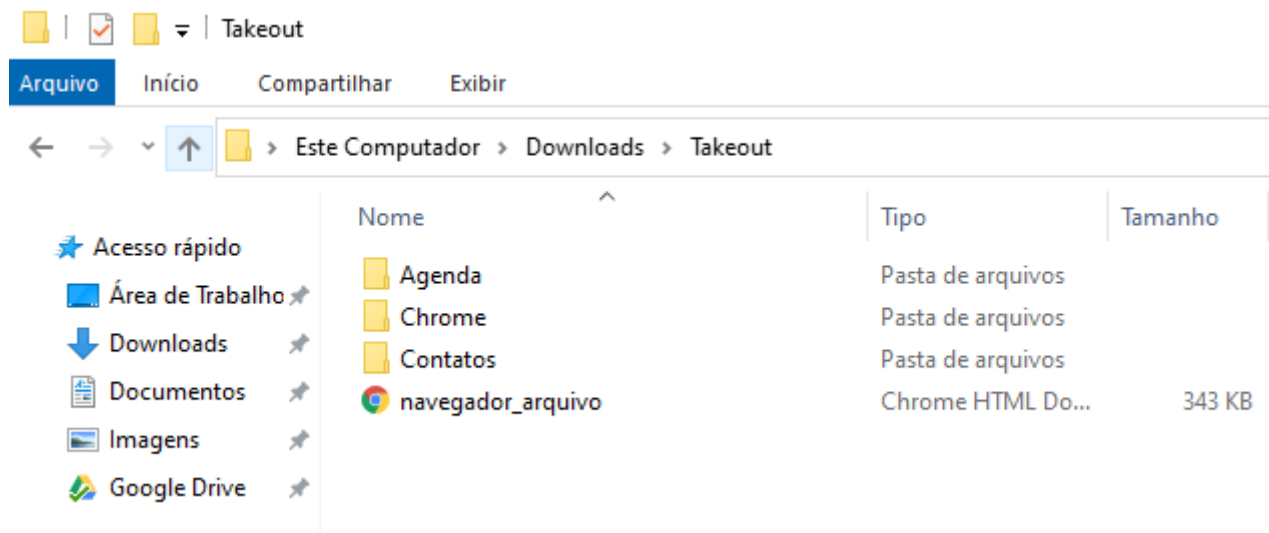 Takeout
Arquivo Início Compartilhar Exibir
Este Computador > Downloads > Takeout
Nome Tipo Tamanho
Acesso rápido
Área de Trabalho
Downloads
Documentos
Imagens
Google Drive
Agenda Pasta de arquivos
Chrome Pasta de arquivos
Contatos Pasta de arquivos
navegador_arquivo Chrome HTML Do... 343 KB